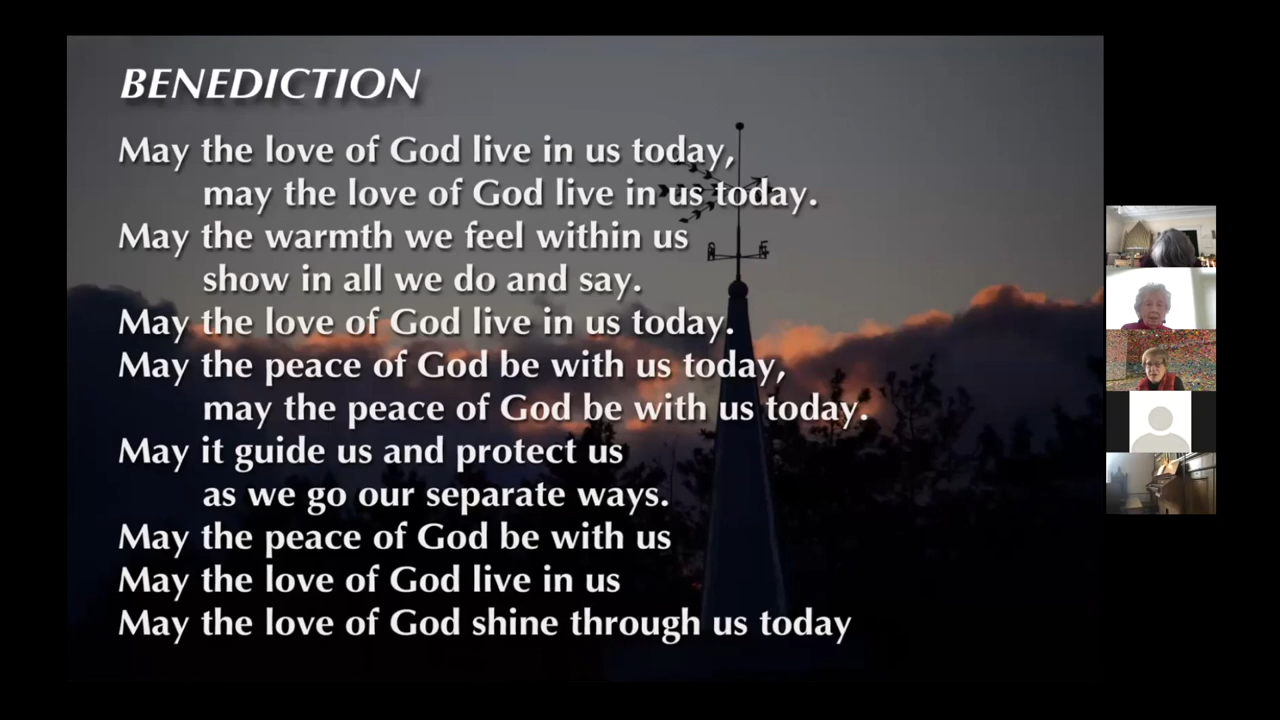 BENEDICTION
May the love of God live in us today,
may the love of God live in us today.
May the warmth we feel within us
show in all we do and say.
May the love of God live in us today.
May the peace of God be with us today,
may the peace of God be with us today.
May it guide us and protect us
as we go our separate ways.
May the peace of God be with us
May the love of God live in us
May the love of God shine through us today